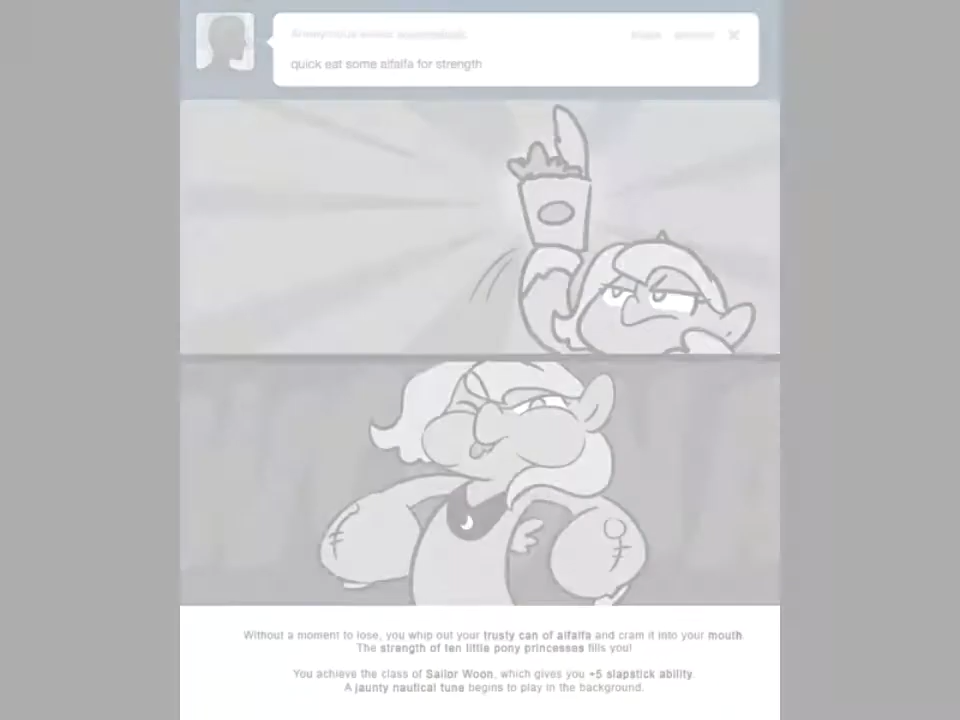 quick eat some alfalfa for strength
Without a moment to lose, you whip out your trusty can of alfalfa and cram it into your mouth
The strength of ten little pony princesses fills you!
You achieve the class of Sailor Woon, which gives you +5 slapstick ability
A jaunty nautical tune begins to play in the background.